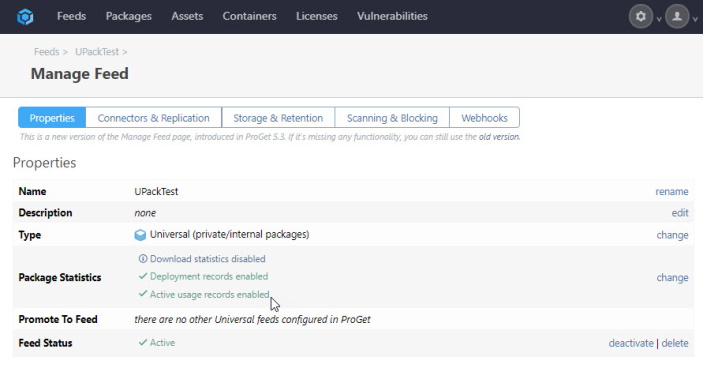 Feeds Packages Assets Containers Licenses Vulnerabilities
Feeds > UPackTest >
Manage Feed
Properties Connectors & Replication Storage & Retention Scanning & Blocking Webhooks
This is a new version of the Manage Feed page, introduced in ProGet 5.3. If it's missing any functionality, you can still use the old version.
Properties
Name UPackTest rename
Description none edit
Type Universal (private/internal packages) change
Download statistics disabled
Package Statistics Deployment records enabled change
Active usage records enabled
Promote To Feed there are no other Universal feeds configured in ProGet
Feed Status Active deactivate | delete